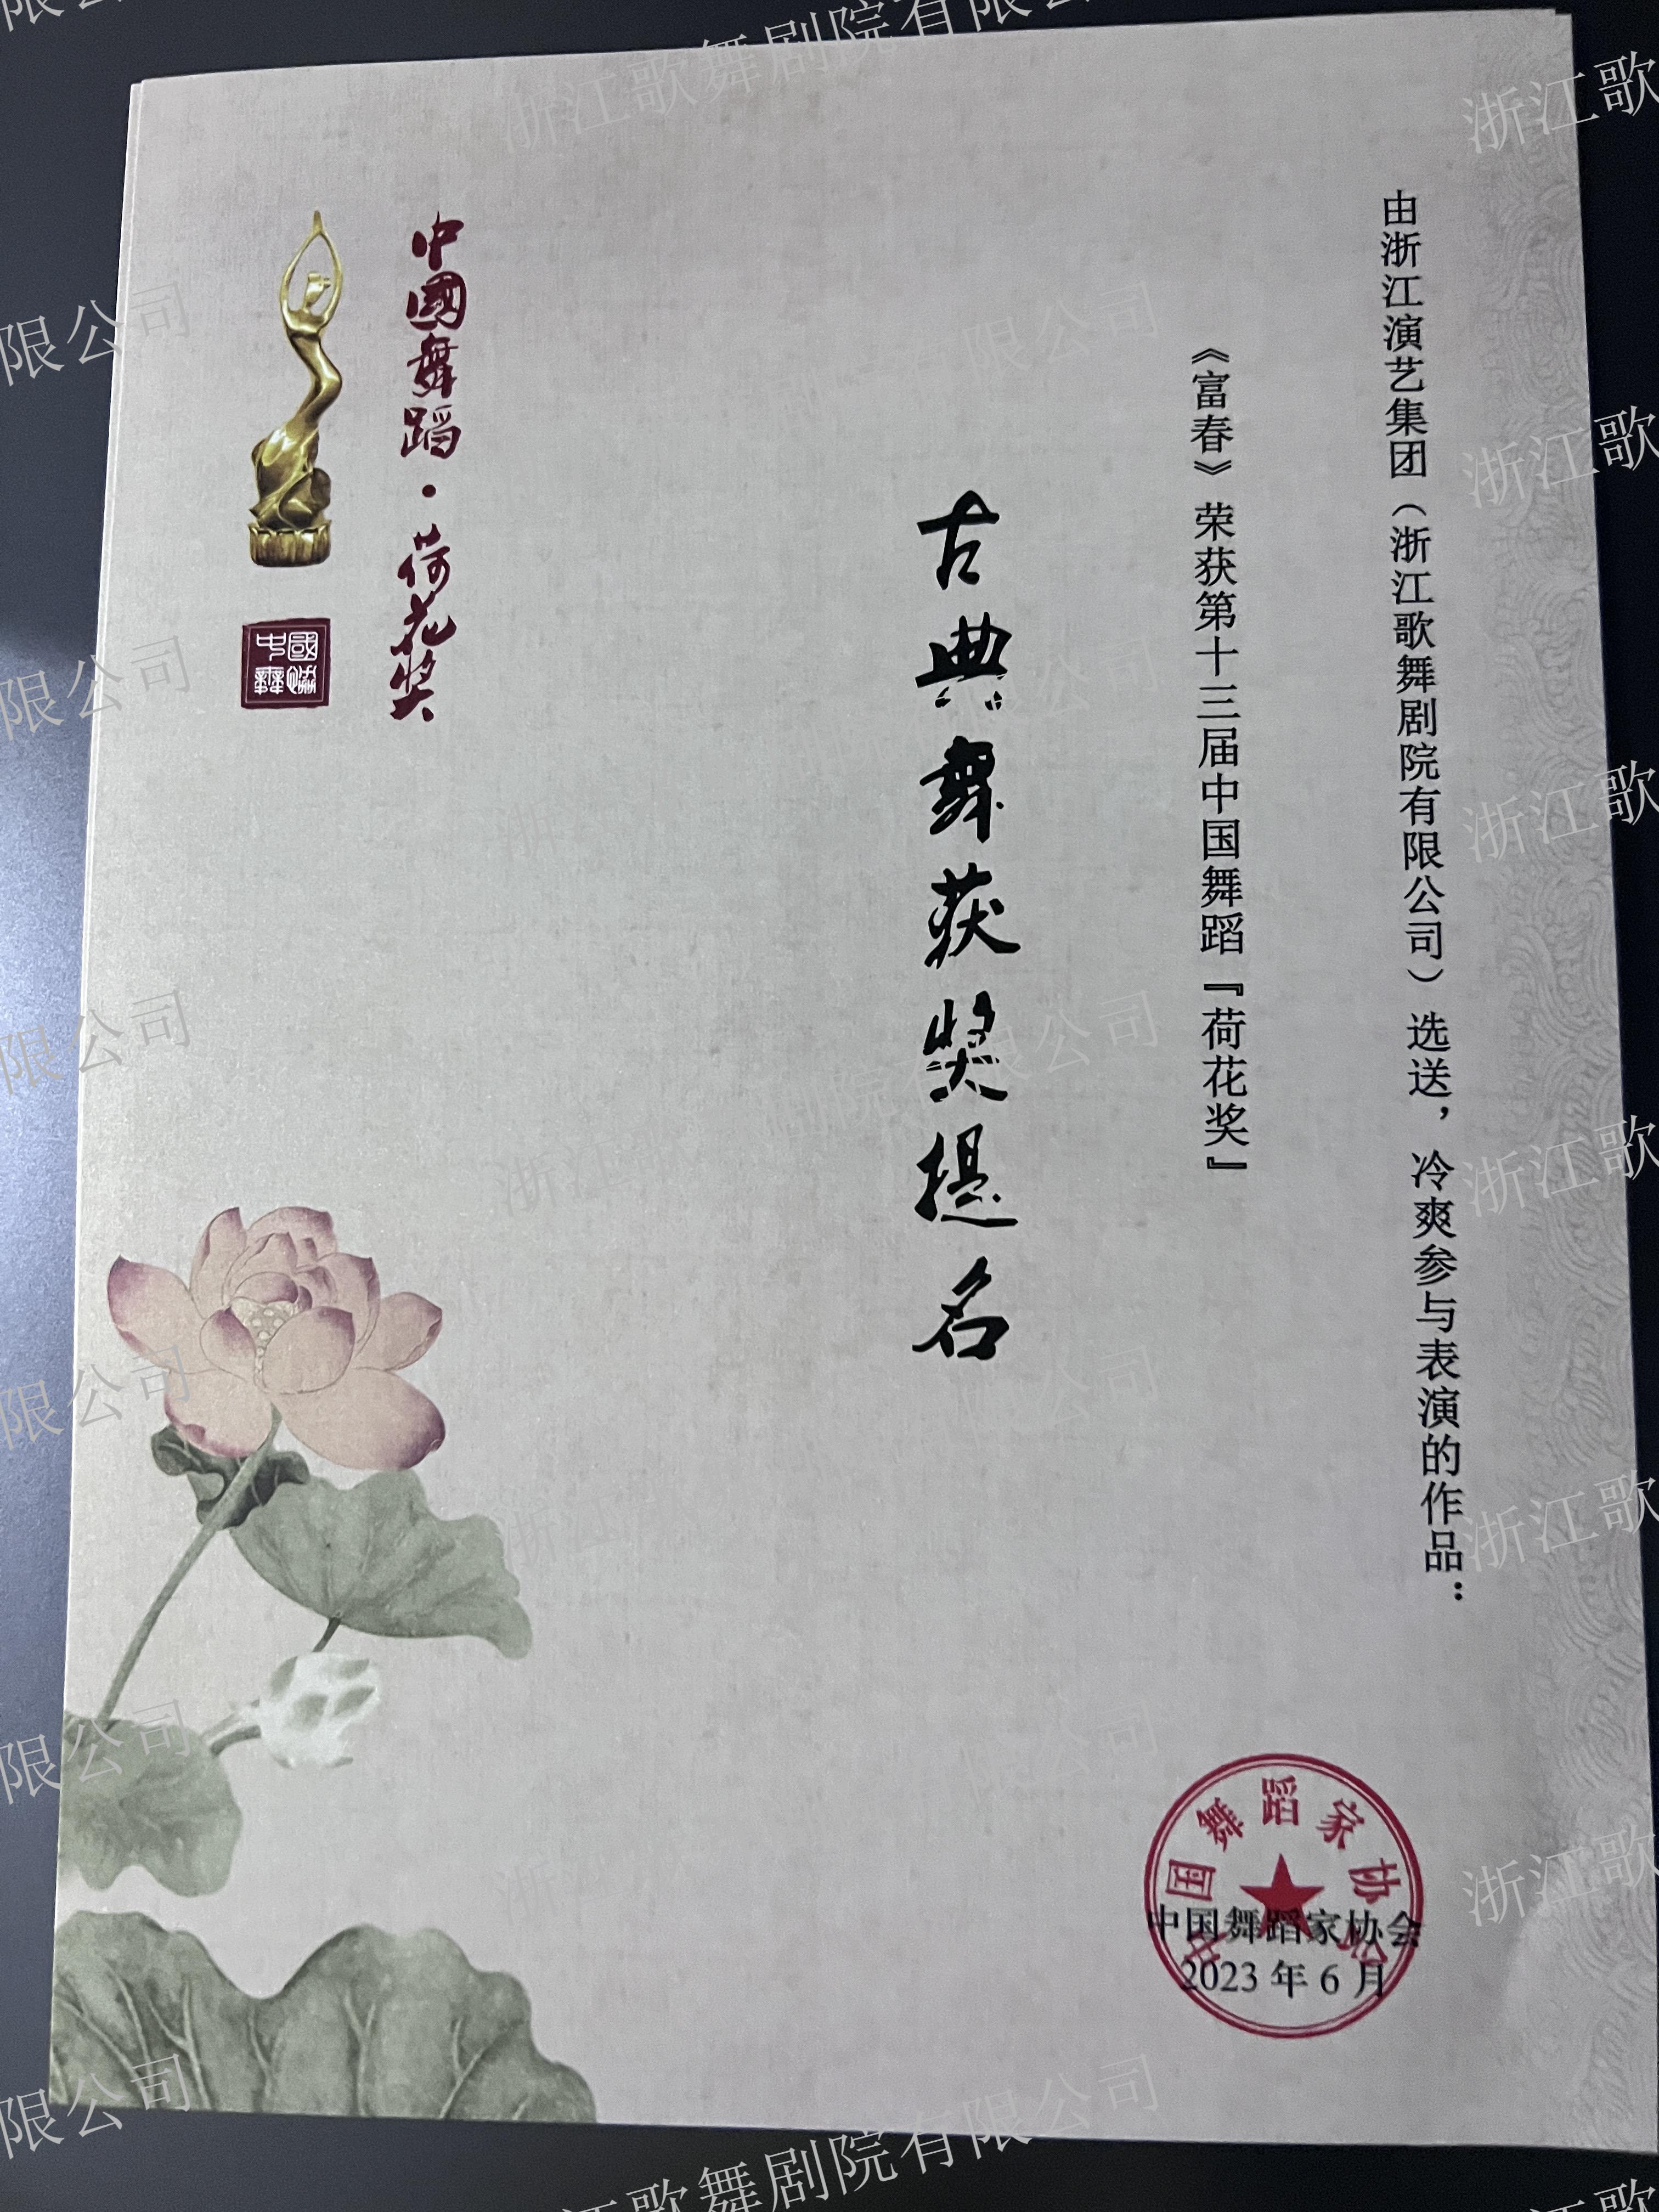 由浙江演艺集团（浙江歌舞剧院有限公司）选送，冷爽参与表演的作品：
《富春》荣获第十三届中国舞蹈『荷花奖』
古典舞获奖提名
中國舞蹈·荷花奖
中国舞蹈家协会
中国舞蹈家协会
2023年6月
浙江歌舞剧院有限公司